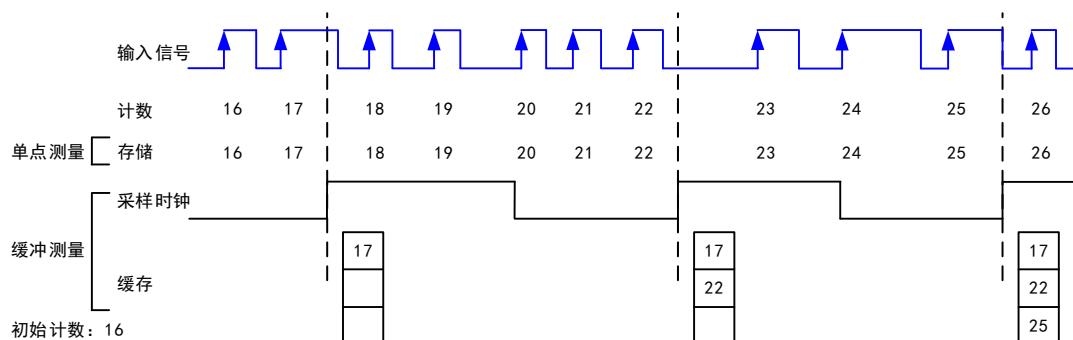 输入信号
计数 16 17 18 19 20 21 22 23 24 25 26
单点测量 存储 16 17 18 19 20 21 22 23 24 25 26
采样时钟
缓冲测量
17 17 17
缓存 22 22
初始计数：16 25